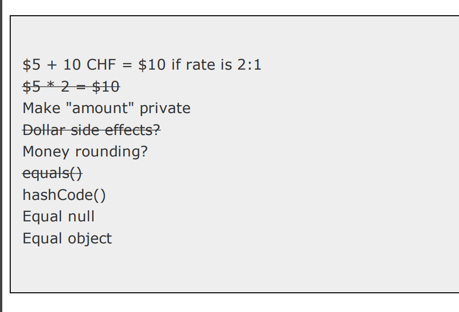 $5 + 10 CHF = $10 if rate is 2:1
$5 * 2 = $10
Make "amount" private
Dollar side effects?
Money rounding?
equals()
hashCode()
Equal null
Equal object